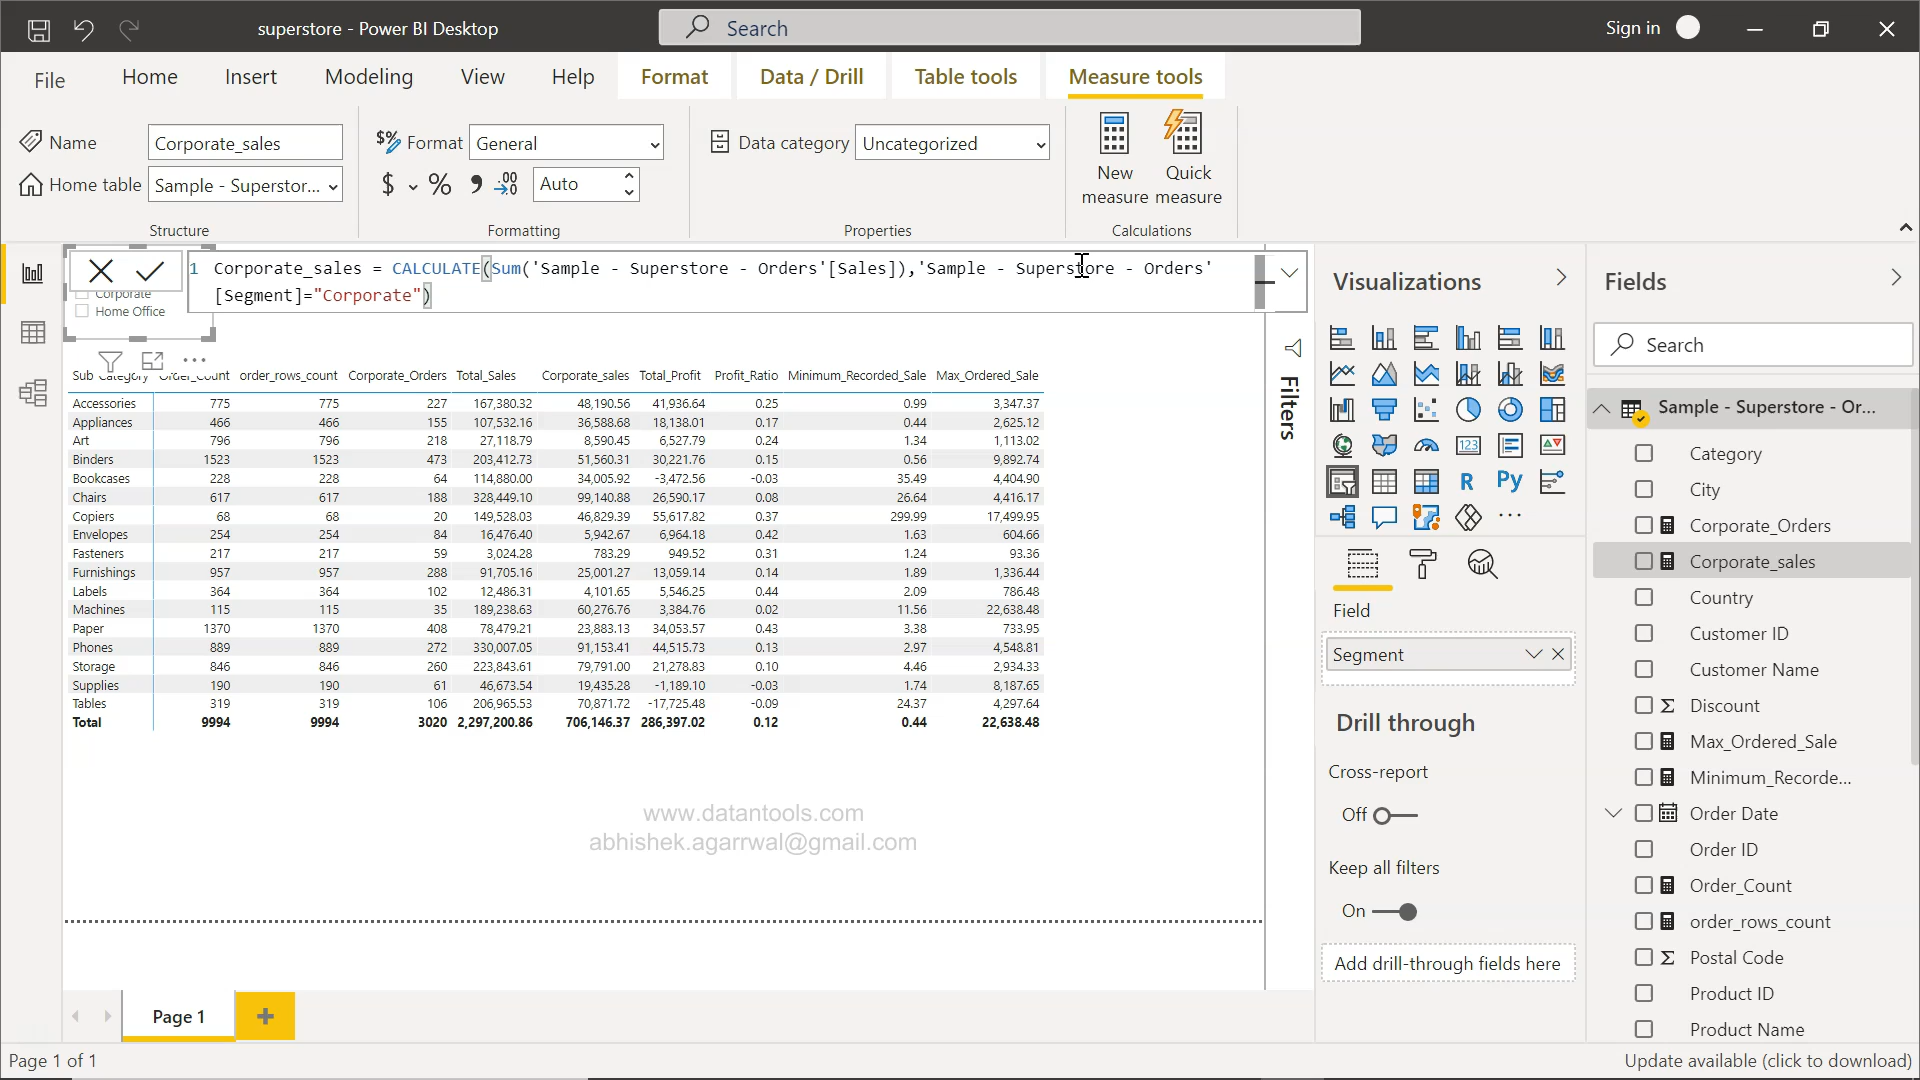 superstore - Power BI Desktop
Search
Sign in
File
Home
Insert
Modeling
View
Help
Format
Data / Drill
Table tools
Measure tools
Name
Corporate_sales
Home table
Sample - Superstor...
Structure
$% Format
General
$ % 9 .00
Auto
Formatting
Data category
Uncategorized
Properties
New measure
Quick measure
Calculations
1 Corporate_sales = CALCULATE(Sum('Sample - Superstore - Orders'[Sales]),'Sample - Superstore - Orders'
[Segment]="Corporate")
Corporate
Home Office
Sub Category Order_Count order_rows_count Corporate_Orders Total_Sales Corporate_sales Total_Profit Profit_Ratio Minimum_Recorded_Sale Max_Ordered_Sale
Accessories 775 775 227 167,380.32 48,190.56 41,936.64 0.25 0.99 3,347.37
Appliances 466 466 155 107,532.16 36,588.68 18,138.01 0.17 0.44 2,625.12
Art 796 796 218 27,118.79 8,590.45 6,527.79 0.24 1.34 1,113.02
Binders 1523 1523 473 203,412.73 51,560.31 30,221.76 0.15 0.56 9,892.74
Bookcases 228 228 64 114,880.00 34,005.92 -3,472.56 -0.03 35.49 4,404.90
Chairs 617 617 188 328,449.10 99,140.88 26,590.17 0.08 26.64 4,416.17
Copiers 68 68 20 149,528.03 46,829.39 55,617.82 0.37 299.99 17,499.95
Envelopes 254 254 84 16,476.40 5,942.67 6,964.18 0.42 1.63 604.66
Fasteners 217 217 59 3,024.28 783.29 949.52 0.31 1.24 93.36
Furnishings 957 957 288 91,705.16 25,001.27 13,059.14 0.14 1.89 1,336.44
Labels 364 364 102 12,486.31 4,101.65 5,546.25 0.44 2.09 786.48
Machines 115 115 35 189,238.63 60,276.76 3,384.76 0.02 11.56 22,638.48
Paper 1370 1370 408 78,479.21 23,883.13 34,053.57 0.43 3.38 733.95
Phones 889 889 272 330,007.05 91,153.41 44,515.73 0.13 2.97 4,548.81
Storage 846 846 260 223,843.61 79,791.00 21,278.83 0.10 4.46 2,934.33
Supplies 190 190 61 46,673.54 19,435.28 -1,189.10 -0.03 1.74 8,187.65
Tables 319 319 106 206,965.53 70,871.72 -17,725.48 -0.09 24.37 4,297.64
Total 9994 9994 3020 2,297,200.86 706,146.37 286,397.02 0.12 0.44 22,638.48
www.datantools.com
abhishek.agarrwal@gmail.com
Filters
Visualizations
123
R
Py
Field
Segment
Drill through
Cross-report
Off
Keep all filters
On
Add drill-through fields here
Fields
Search
Sample - Superstore - Or...
Category
City
Corporate_Orders
Corporate_sales
Country
Customer ID
Customer Name
Σ Discount
Max_Ordered_Sale
Minimum_Recorde...
Order Date
Order ID
Order_Count
order_rows_count
Σ Postal Code
Product ID
Product Name
Page 1
Page 1 of 1
Update available (click to download)